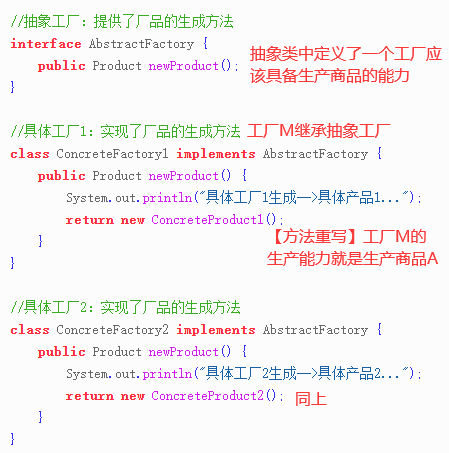 //抽象工厂：提供了厂品的生成方法
interface AbstractFactory {
抽象类中定义了一个工厂应
public Product newProduct();
该具备生产商品的能力
}
//具体工厂1：实现了厂品的生成方法 工厂M继承抽象工厂
class ConcreteFactory1 implements AbstractFactory {
public Product newProduct() {
System.out.println("具体工厂1生成-->具体产品1...");
return new ConcreteProduct1();
【方法重写】工厂M的
}
生产能力就是生产商品A
}
//具体工厂2：实现了厂品的生成方法
class ConcreteFactory2 implements AbstractFactory {
public Product newProduct() {
System.out.println("具体工厂2生成-->具体产品2...");
return new ConcreteProduct2(); 同上
}
}